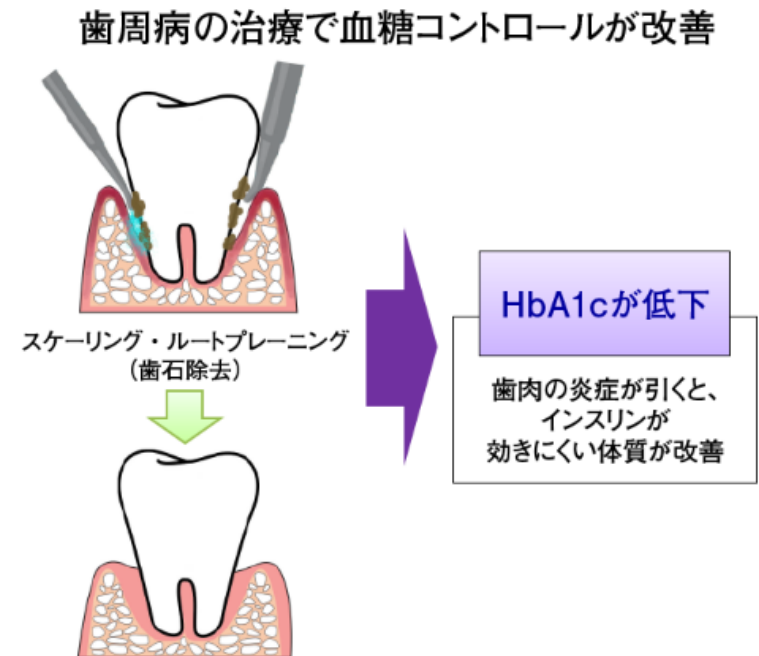 歯周病の治療で血糖コントロールが改善
スケーリング・ルートプレーニング
(歯石除去)
HbA1cが低下
歯肉の炎症が引くと、
インスリンが
効きにくい体質が改善